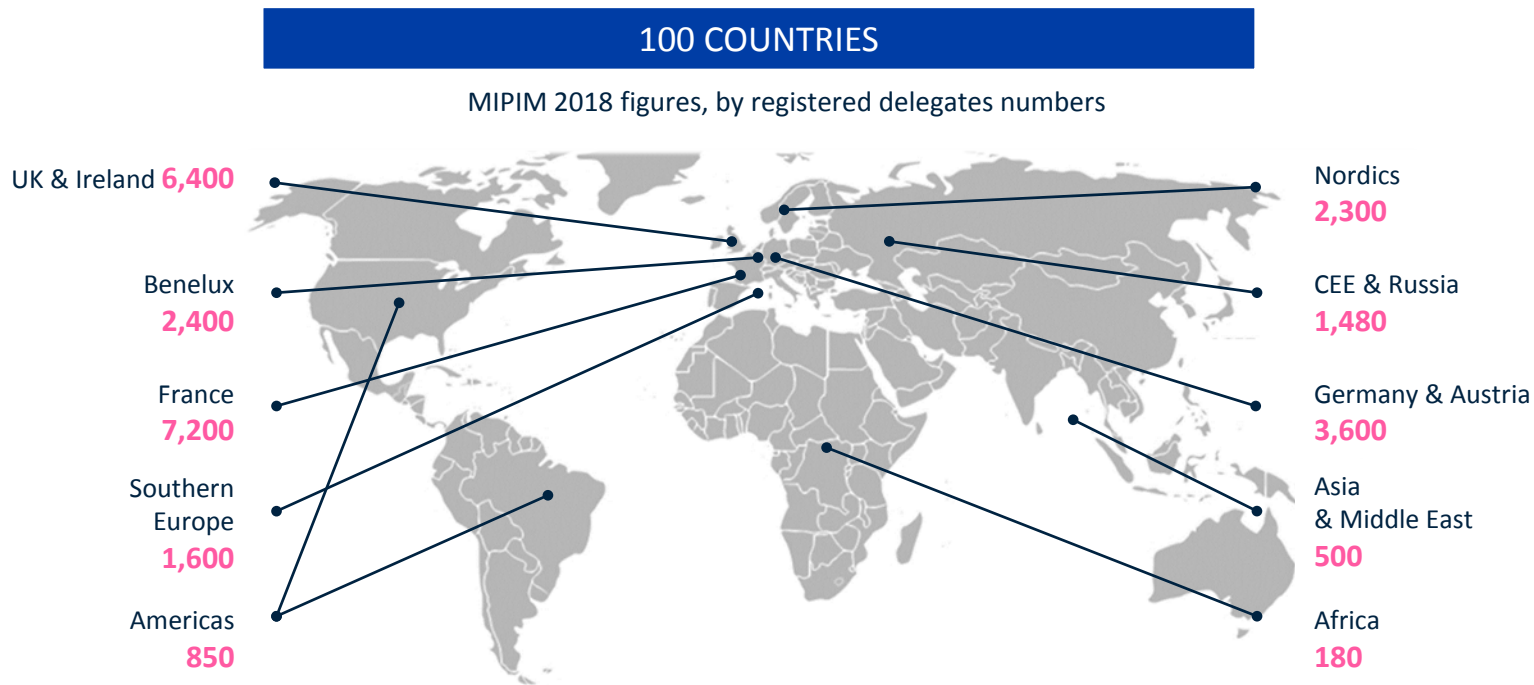 100 COUNTRIES
MIPIM 2018 figures, by registered delegates numbers
UK & Ireland 6,400
Benelux
2,400
France
7,200
Southern
Europe
1,600
Americas
850
Nordics
2,300
CEE & Russia
1,480
Germany & Austria
3,600
Asia
& Middle East
500
Africa
180